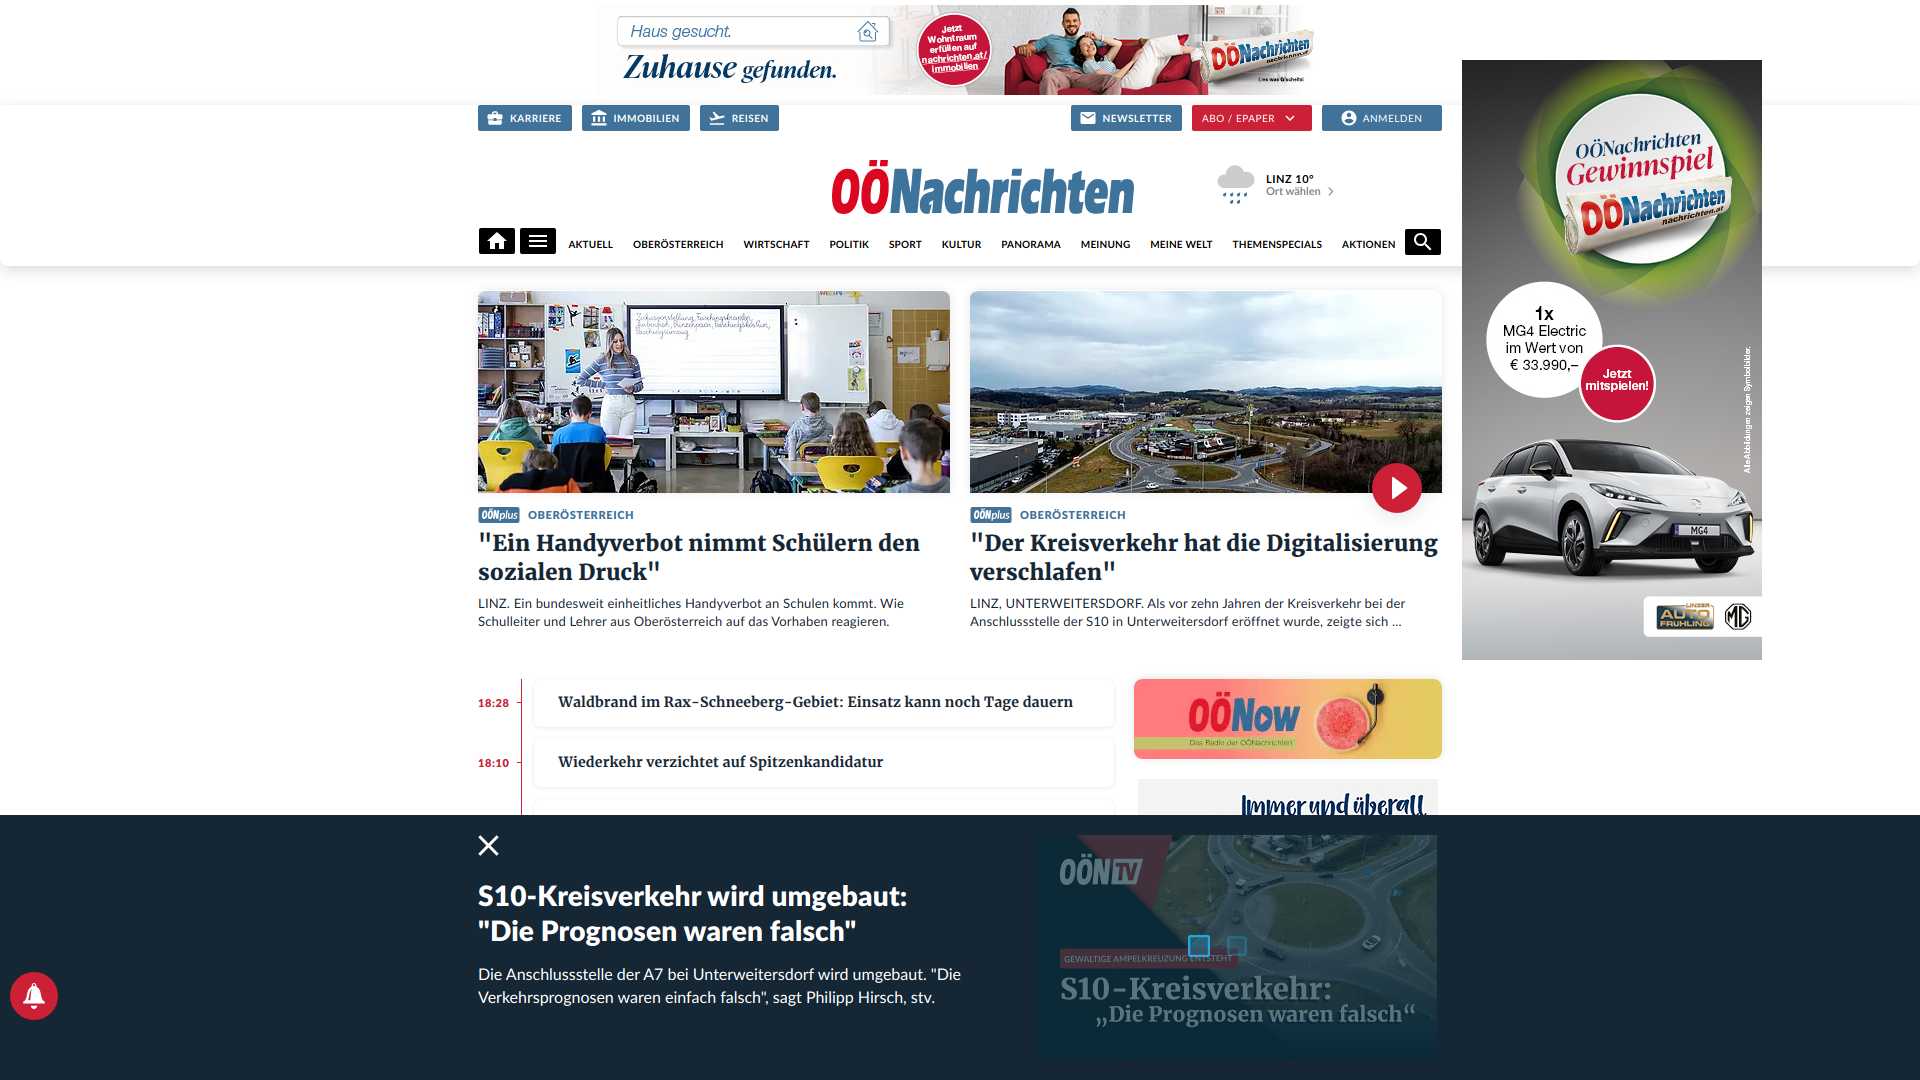 Haus gesucht.
Zuhause gefunden.
Jetzt
Wohntraum
erfüllen auf
nachrichten.at/
immobilien
OÖNachrichten
nachrichten.at
Lies was G'scheits!
KARRIERE
IMMOBILIEN
REISEN
NEWSLETTER
ABO / EPAPER
ANMELDEN
OÖNachrichten
LINZ 10°
Ort wählen
AKTUELL
OBERÖSTERREICH
WIRTSCHAFT
POLITIK
SPORT
KULTUR
PANORAMA
MEINUNG
MEINE WELT
THEMENSPECIALS
AKTIONEN
OÖNachrichten
Gewinnspiel
OÖNachrichten
nachrichten.at
1x
MG4 Electric
im Wert von
€ 33.990,–
Jetzt
mitspielen!
Alle Abbildungen zeigen Symbolbilder.
MG4
LINZER
AUTO
FRÜHLING
MG
OÖNplus OBERÖSTERREICH
"Ein Handyverbot nimmt Schülern den
sozialen Druck"
LINZ. Ein bundesweit einheitliches Handyverbot an Schulen kommt. Wie
Schulleiter und Lehrer aus Oberösterreich auf das Vorhaben reagieren.
OÖNplus OBERÖSTERREICH
"Der Kreisverkehr hat die Digitalisierung
verschlafen"
LINZ, UNTERWEITERSDORF. Als vor zehn Jahren der Kreisverkehr bei der
Anschlussstelle der S10 in Unterweitersdorf eröffnet wurde, zeigte sich ...
18:28
Waldbrand im Rax-Schneeberg-Gebiet: Einsatz kann noch Tage dauern
18:10
Wiederkehr verzichtet auf Spitzenkandidatur
OÖNow
Das Radio der OÖNachrichten
Immer und überall
S10-Kreisverkehr wird umgebaut:
"Die Prognosen waren falsch"
Die Anschlussstelle der A7 bei Unterweitersdorf wird umgebaut. "Die
Verkehrsprognosen waren einfach falsch", sagt Philipp Hirsch, stv.
OÖN TV
GEWALTIGE AMPELKREUZUNG ENTSTEHT
S10-Kreisverkehr:
„Die Prognosen waren falsch“